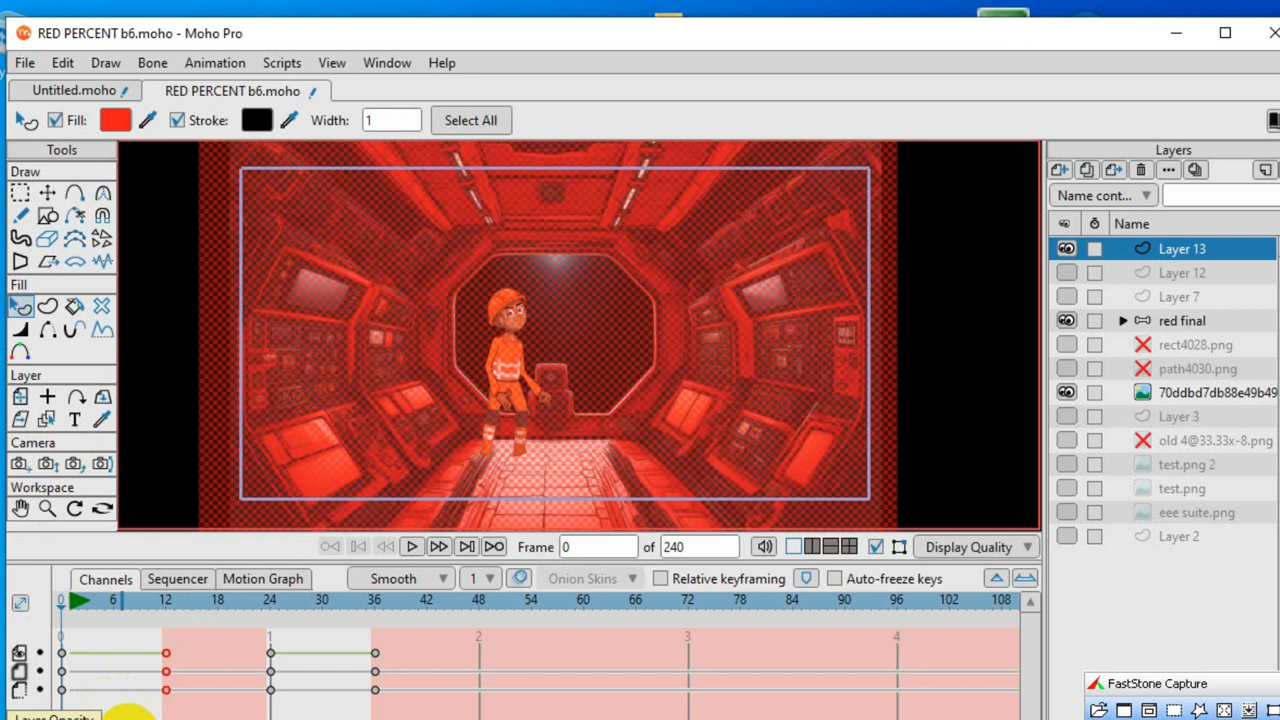 RED PERCENT b6.moho - Moho Pro
File Edit Draw Bone Animation Scripts View Window Help
Untitled.moho RED PERCENT b6.moho
Fill: Stroke: Width: 1 Select All
Tools
Draw
Fill
Layer
Camera
Workspace
Layers
Name cont...
Name
Layer 13
Layer 12
Layer 7
red final
rect4028.png
path4030.png
70ddbd7db88e49b49
Layer 3
old 4@33.33x-8.png
test.png 2
test.png
eee suite.png
Layer 2
Frame 0 of 240 Display Quality
Channels Sequencer Motion Graph Smooth 1 Onion Skins Relative keyframing Auto-freeze keys
0 6 12 18 24 30 36 42 48 54 60 66 72 78 84 90 96 102 108
0 1 2 3 4
Layer Opacity
FastStone Capture